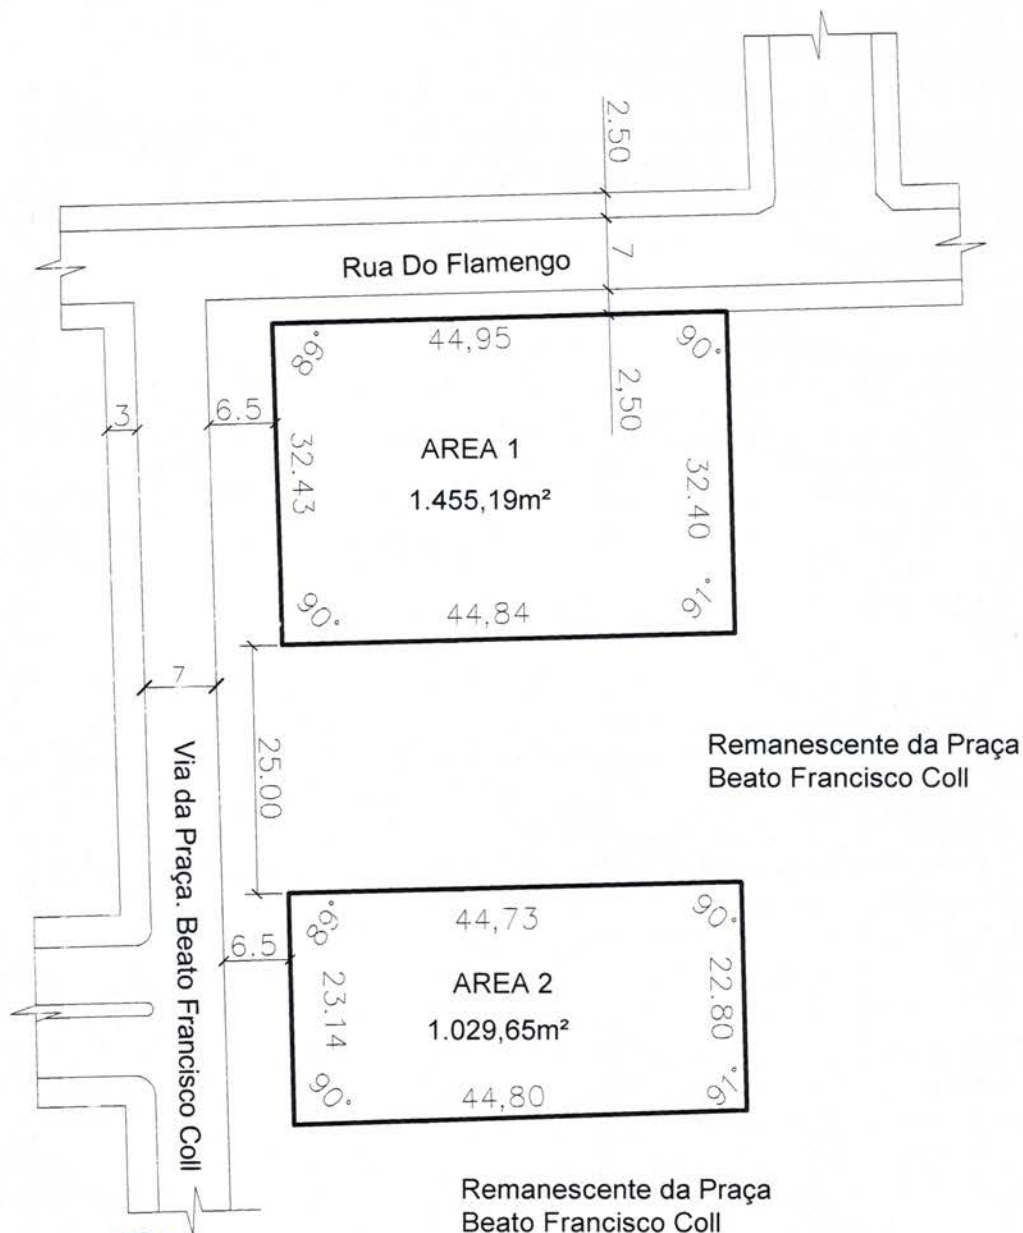 2.50
Rua Do Flamengo
7
89°
44,95
90°
2,50
3
6.5
32.43
AREA 1
1.455,19m²
32.40
90°
44,84
91°
7
25.00
Remanescente da Praça
Beato Francisco Coll
Via da Praça. Beato Francisco Coll
89°
44,73
90°
6.5
23.14
AREA 2
1.029,65m²
22.80
90°
44,80
91°
Remanescente da Praça
Beato Francisco Coll